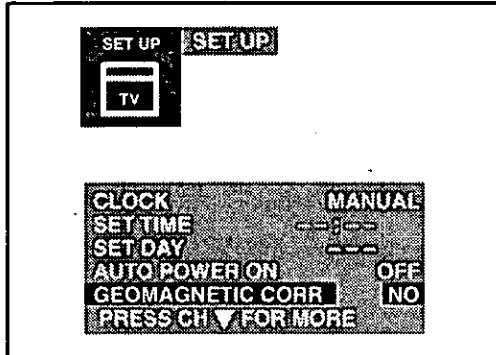 SET UP SET UP
TV
CLOCK MANUAL
SET TIME --:--
SET DAY ---
AUTO POWER ON OFF
GEOMAGNETIC CORR NO
PRESS CH ▼ FOR MORE